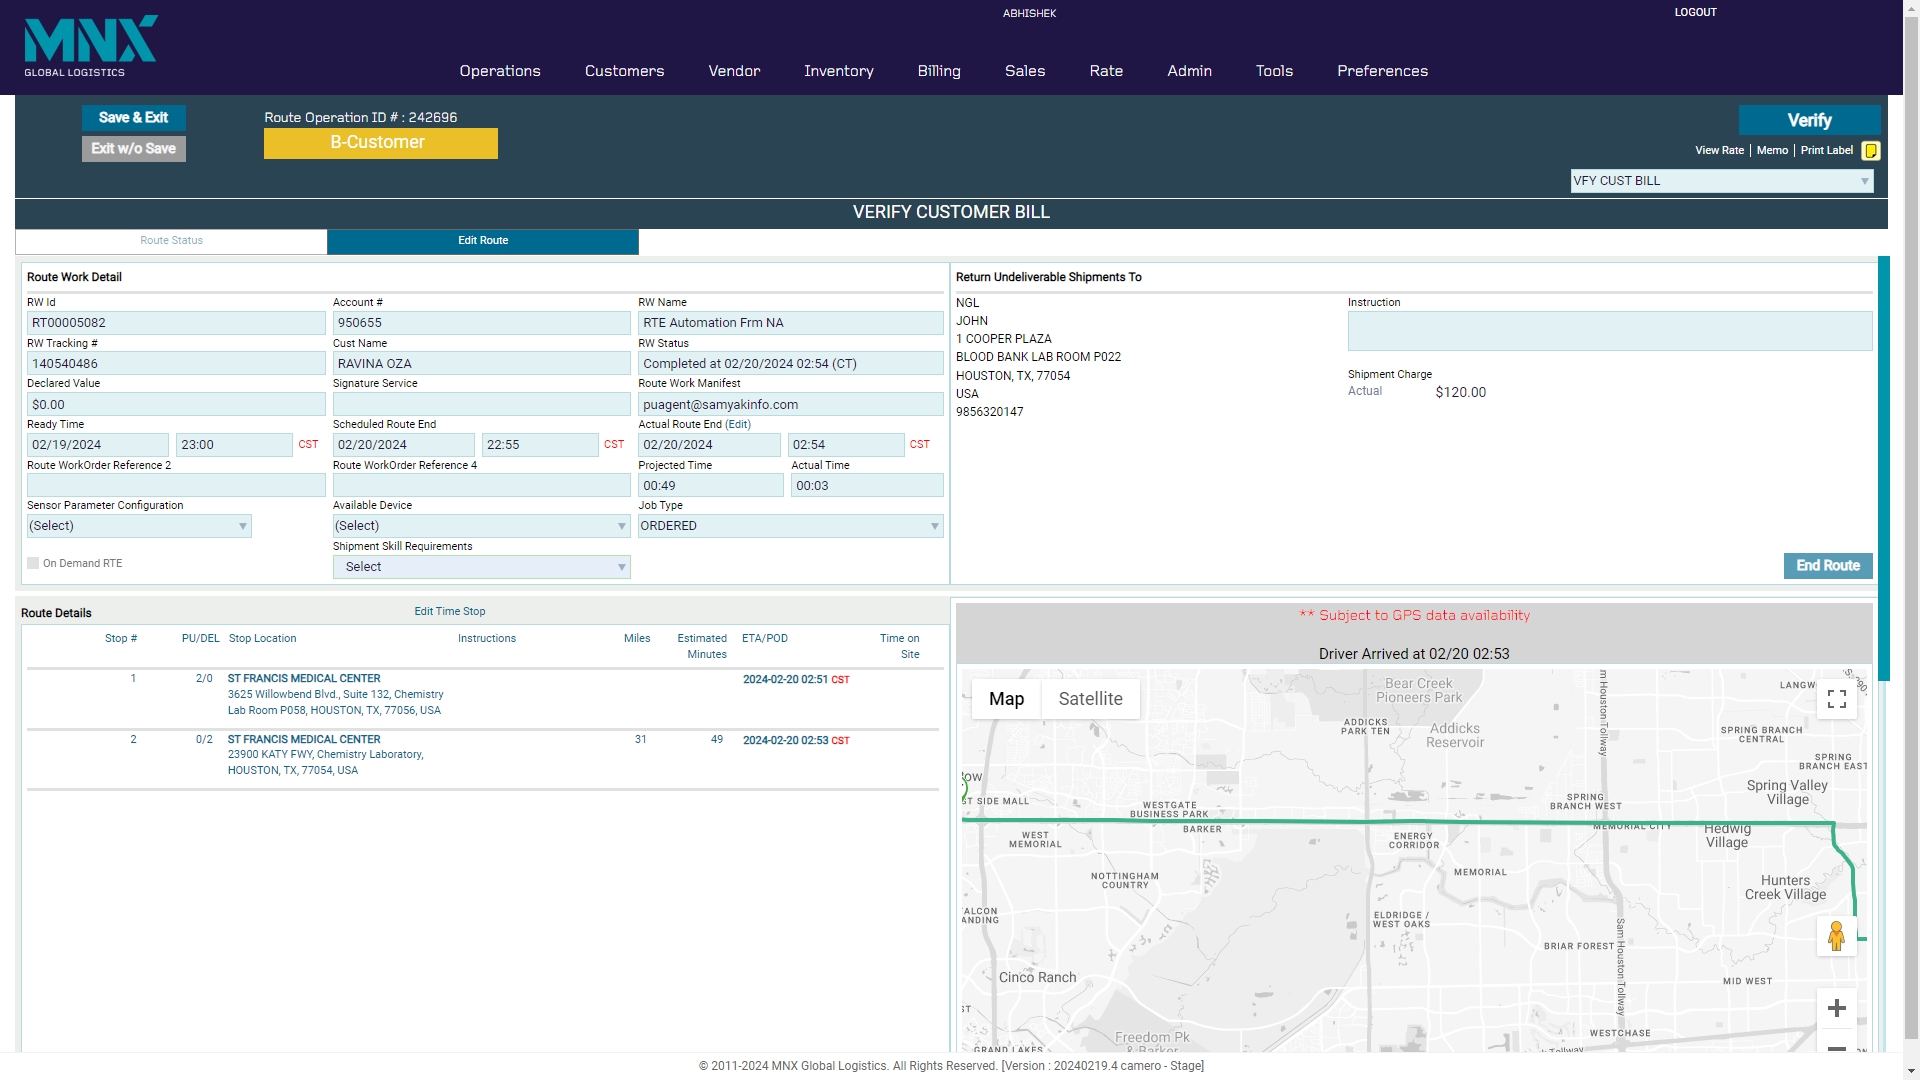 MNX
GLOBAL LOGISTICS
ABHISHEK
LOGOUT
Operations
Customers
Vendor
Inventory
Billing
Sales
Rate
Admin
Tools
Preferences
Save & Exit
Exit w/o Save
Route Operation ID # : 242696
B-Customer
Verify
View Rate | Memo | Print Label
VFY CUST BILL
VERIFY CUSTOMER BILL
Route Status
Edit Route
Route Work Detail
RW Id
Account #
RW Name
RT00005082
950655
RTE Automation Frm NA
RW Tracking #
Cust Name
RW Status
140540486
RAVINA OZA
Completed at 02/20/2024 02:54 (CT)
Declared Value
Signature Service
Route Work Manifest
$0.00
puagent@samyakinfo.com
Ready Time
Scheduled Route End
Actual Route End (Edit)
02/19/2024
23:00
CST
02/20/2024
22:55
CST
02/20/2024
02:54
CST
Route WorkOrder Reference 2
Route WorkOrder Reference 4
Projected Time
Actual Time
00:49
00:03
Sensor Parameter Configuration
Available Device
Job Type
(Select)
(Select)
ORDERED
On Demand RTE
Shipment Skill Requirements
Select
Return Undeliverable Shipments To
NGL
JOHN
1 COOPER PLAZA
BLOOD BANK LAB ROOM P022
HOUSTON, TX, 77054
USA
9856320147
Instruction
Shipment Charge
Actual
$120.00
End Route
Route Details
Edit Time Stop
Stop #
PU/DEL
Stop Location
Instructions
Miles
Estimated
Minutes
ETA/POD
Time on
Site
1
2/0
ST FRANCIS MEDICAL CENTER
3625 Willowbend Blvd., Suite 132, Chemistry
Lab Room P058, HOUSTON, TX, 77056, USA
2024-02-20 02:51 CST
2
0/2
ST FRANCIS MEDICAL CENTER
23900 KATY FWY, Chemistry Laboratory,
HOUSTON, TX, 77054, USA
31
49
2024-02-20 02:53 CST
** Subject to GPS data availability
Driver Arrived at 02/20 02:53
Map
Satellite
Bear Creek
Pioneers Park
LANGW
ADDICKS
PARK TEN
Addicks
Reservoir
m Houston Tollway
SPRING BRANCH
CENTRAL
SPRING
BRANCH EAST
ow
ST SIDE MALL
WESTGATE
BUSINESS PARK
BARKER
SPRING
BRANCH WEST
Spring Valley
Village
WEST
MEMORIAL
ENERGY
CORRIDOR
MEMORIAL CITY
Hedwig
Village
MEMORIAL
NOTTINGHAM
COUNTRY
Hunters
Creek Village
ALCON
ANDING
ELDRIDGE /
WEST OAKS
BRIAR FOREST
Sam Houston Tollway
Cinco Ranch
MID WEST
Freedom Pk
& Barker
WESTCHASE
GRAND LAKES
k Tollway
© 2011-2024 MNX Global Logistics. All Rights Reserved. [Version : 20240219.4 camero - Stage]